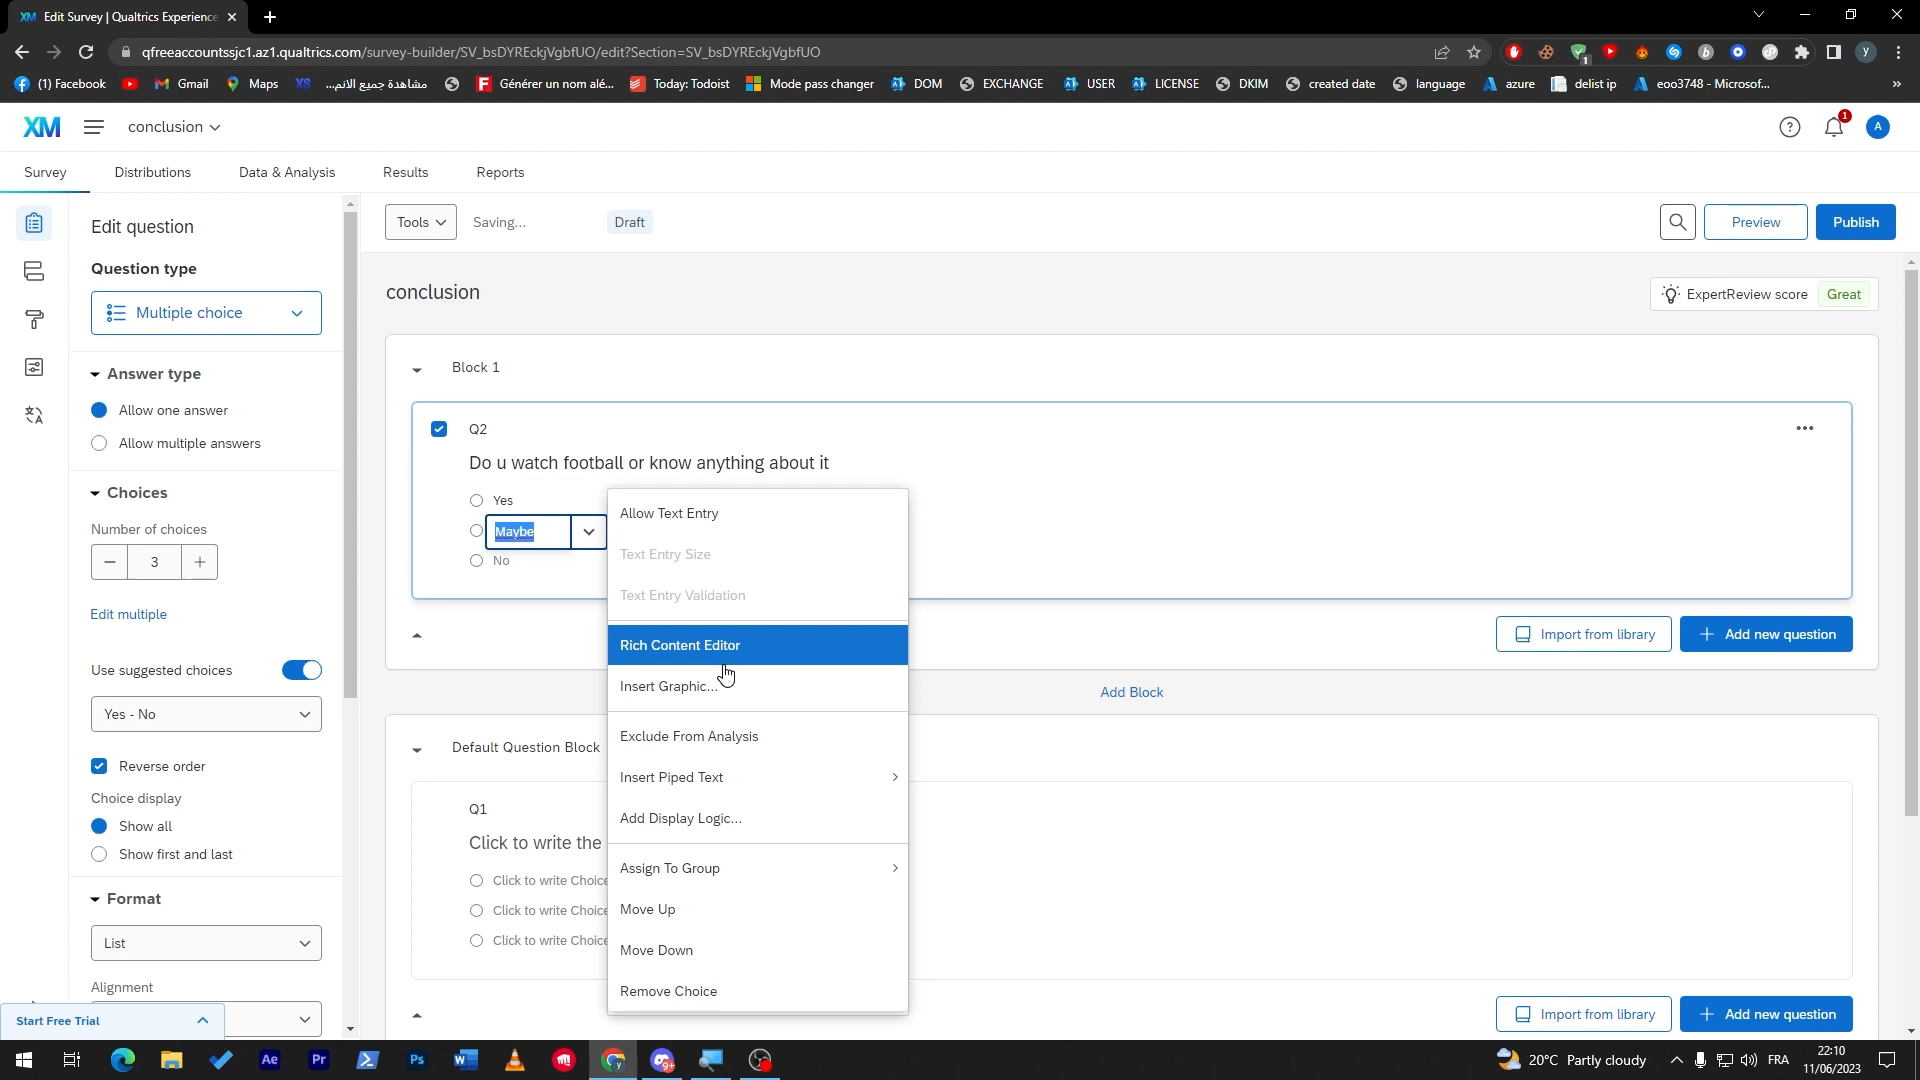 XM Edit Survey | Qualtrics Experience
qfreeaccountssjc1.az1.qualtrics.com/survey-builder/SV_bsDYREckjVgbfUO/edit?Section=SV_bsDYREckjVgbfUO
1
y
(1) Facebook
Gmail
Maps
XS
مشاهدة جميع الانم...
Générer un nom alé...
Today: Todoist
Mode pass changer
DOM
EXCHANGE
USER
LICENSE
DKIM
created date
language
azure
delist ip
eoo3748 - Microsof...
»
XM
conclusion
1
A
Survey
Distributions
Data & Analysis
Results
Reports
Edit question
Question type
Multiple choice
Answer type
Allow one answer
Allow multiple answers
Choices
Number of choices
3
Edit multiple
Use suggested choices
Yes - No
Reverse order
Choice display
Show all
Show first and last
Format
List
Alignment
Start Free Trial
Tools
Saving...
Draft
Preview
Publish
conclusion
ExpertReview score
Great
Block 1
Q2
Do u watch football or know anything about it
Yes
Maybe
No
Allow Text Entry
Text Entry Size
Text Entry Validation
Rich Content Editor
Insert Graphic...
Exclude From Analysis
Insert Piped Text
Add Display Logic...
Assign To Group
Move Up
Move Down
Remove Choice
Import from library
Add new question
Add Block
Default Question Block
Q1
Click to write the
Click to write Choice
Click to write Choice
Click to write Choice
Import from library
Add new question
Ae
Pr
Ps
W
9+
20°C Partly cloudy
FRA
22:10
11/06/2023